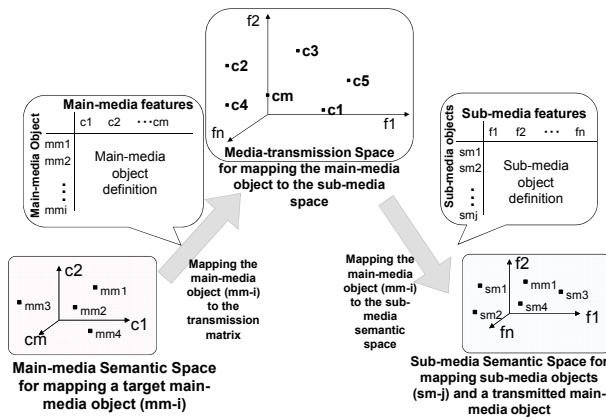 f2
c3
c2
c5
cm
c4
c1
fn
f1
Media-transmission Space
for mapping the main-media
object to the sub-media
space
Main-media features
Main-media Object
c1 c2 ···cm
mm1
mm2
mmi
Main-media
object
definition
Sub-media features
Sub-media objects
f1 f2 ··· fn
sm1
sm2
smj
Sub-media
object
definition
Mapping the
main-media
object (mm-i)
to the
transmission
matrix
Mapping the
main-media
object (mm-i)
to the sub-
media
semantic
space
c2
mm1
mm3
mm2
c1
cm
mm4
Main-media Semantic Space
for mapping a target main-
media object (mm-i)
f2
sm1
mm1
sm3
sm4
sm2
fn
f1
Sub-media Semantic Space for
mapping sub-media objects
(sm-j) and a transmitted main-
media object